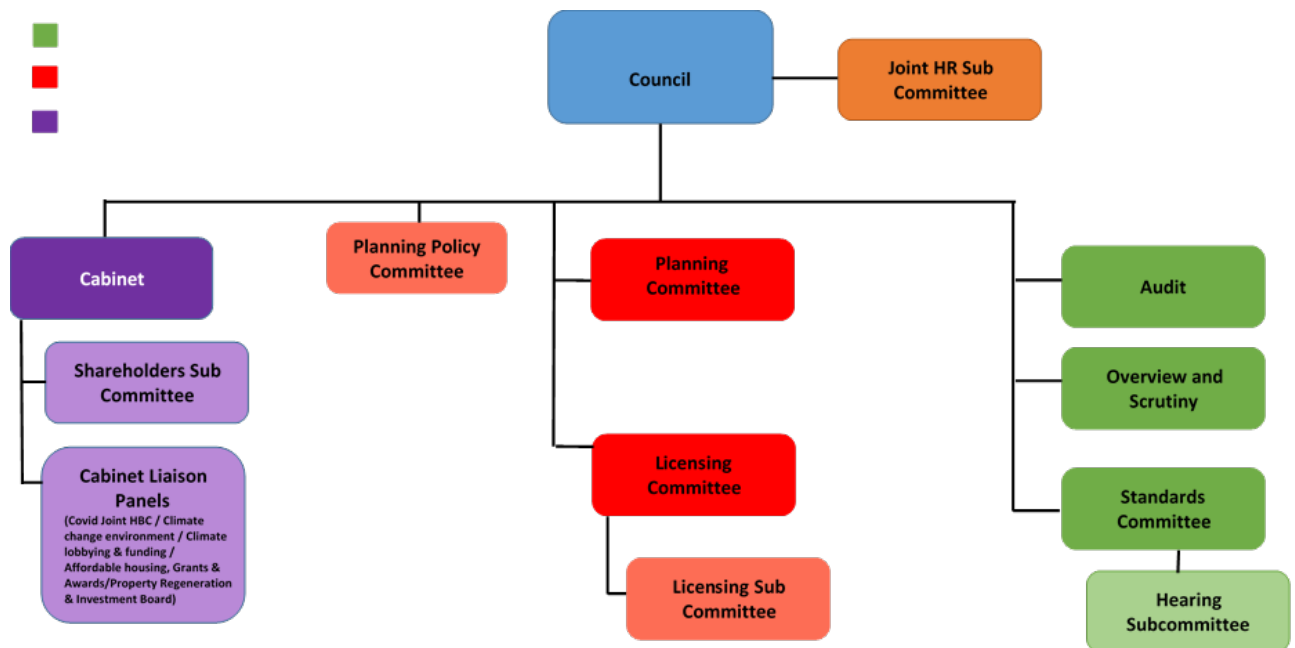 Council
Joint HR Sub
Committee
Cabinet
Planning Policy
Committee
Planning
Committee
Audit
Shareholders Sub
Committee
Overview and
Scrutiny
Cabinet Liaison
Panels
(Covid Joint HBC / Climate
change environment / Climate
lobbying & funding /
Affordable housing, Grants &
Awards/Property Regeneration
& Investment Board)
Licensing
Committee
Standards
Committee
Licensing Sub
Committee
Hearing
Subcommittee